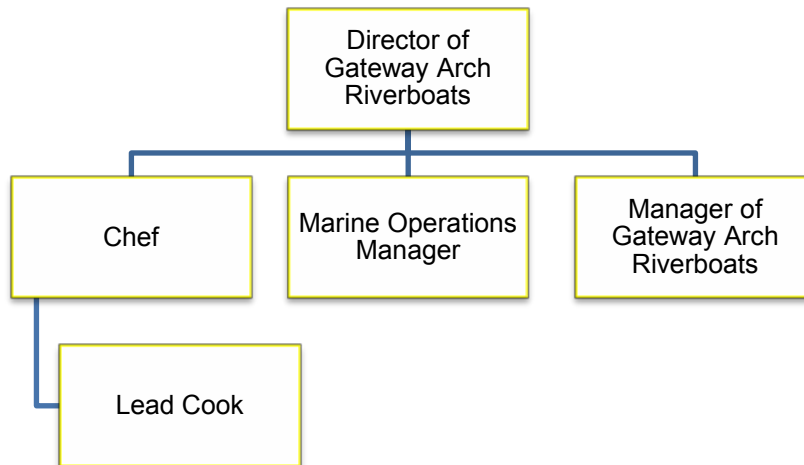 Director of
Gateway Arch
Riverboats
Chef
Marine Operations
Manager
Manager of
Gateway Arch
Riverboats
Lead Cook